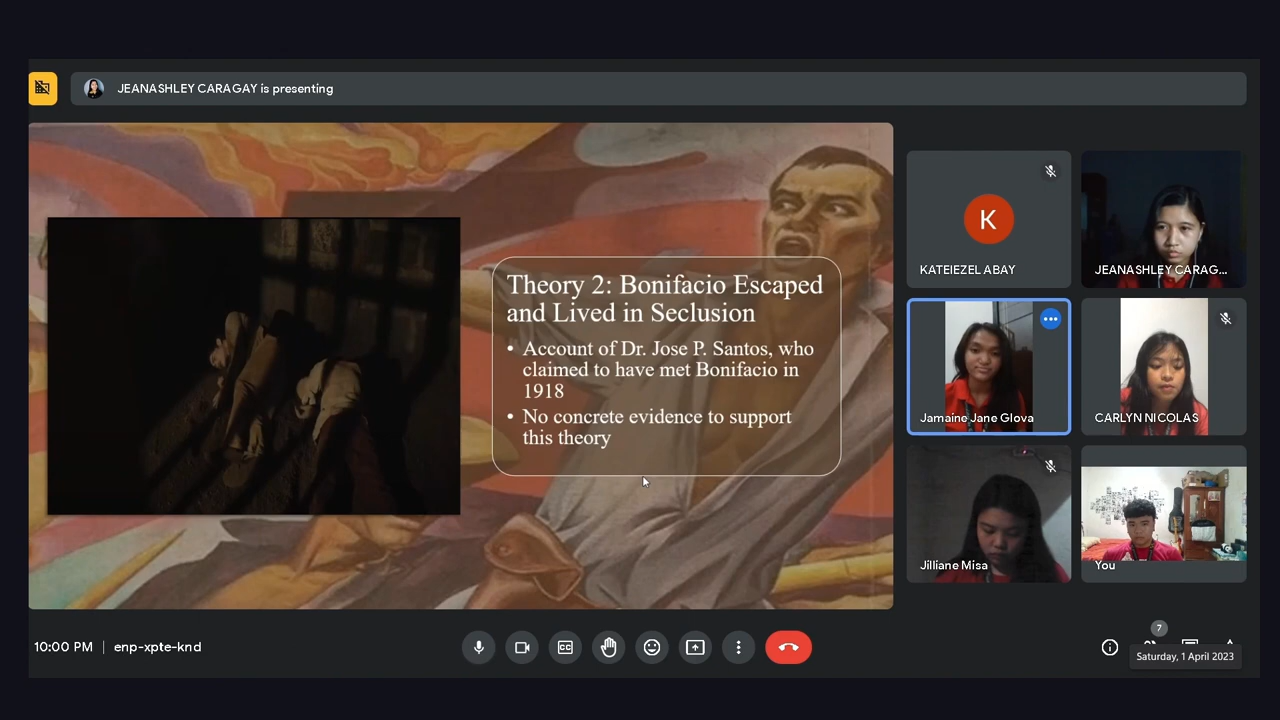 JEANASHLEY CARAGAY is presenting
Theory 2: Bonifacio Escaped
and Lived in Seclusion
• Account of Dr. Jose P. Santos, who
claimed to have met Bonifacio in
1918
• No concrete evidence to support
this theory
K
KATEIEZEL ABAY
JEANASHLEY CARAG...
Jamaine Jane Glova
CARLYN NICOLAS
Jilliane Misa
You
10:00 PM | enp-xpte-knd
CC
7
Saturday, 1 April 2023